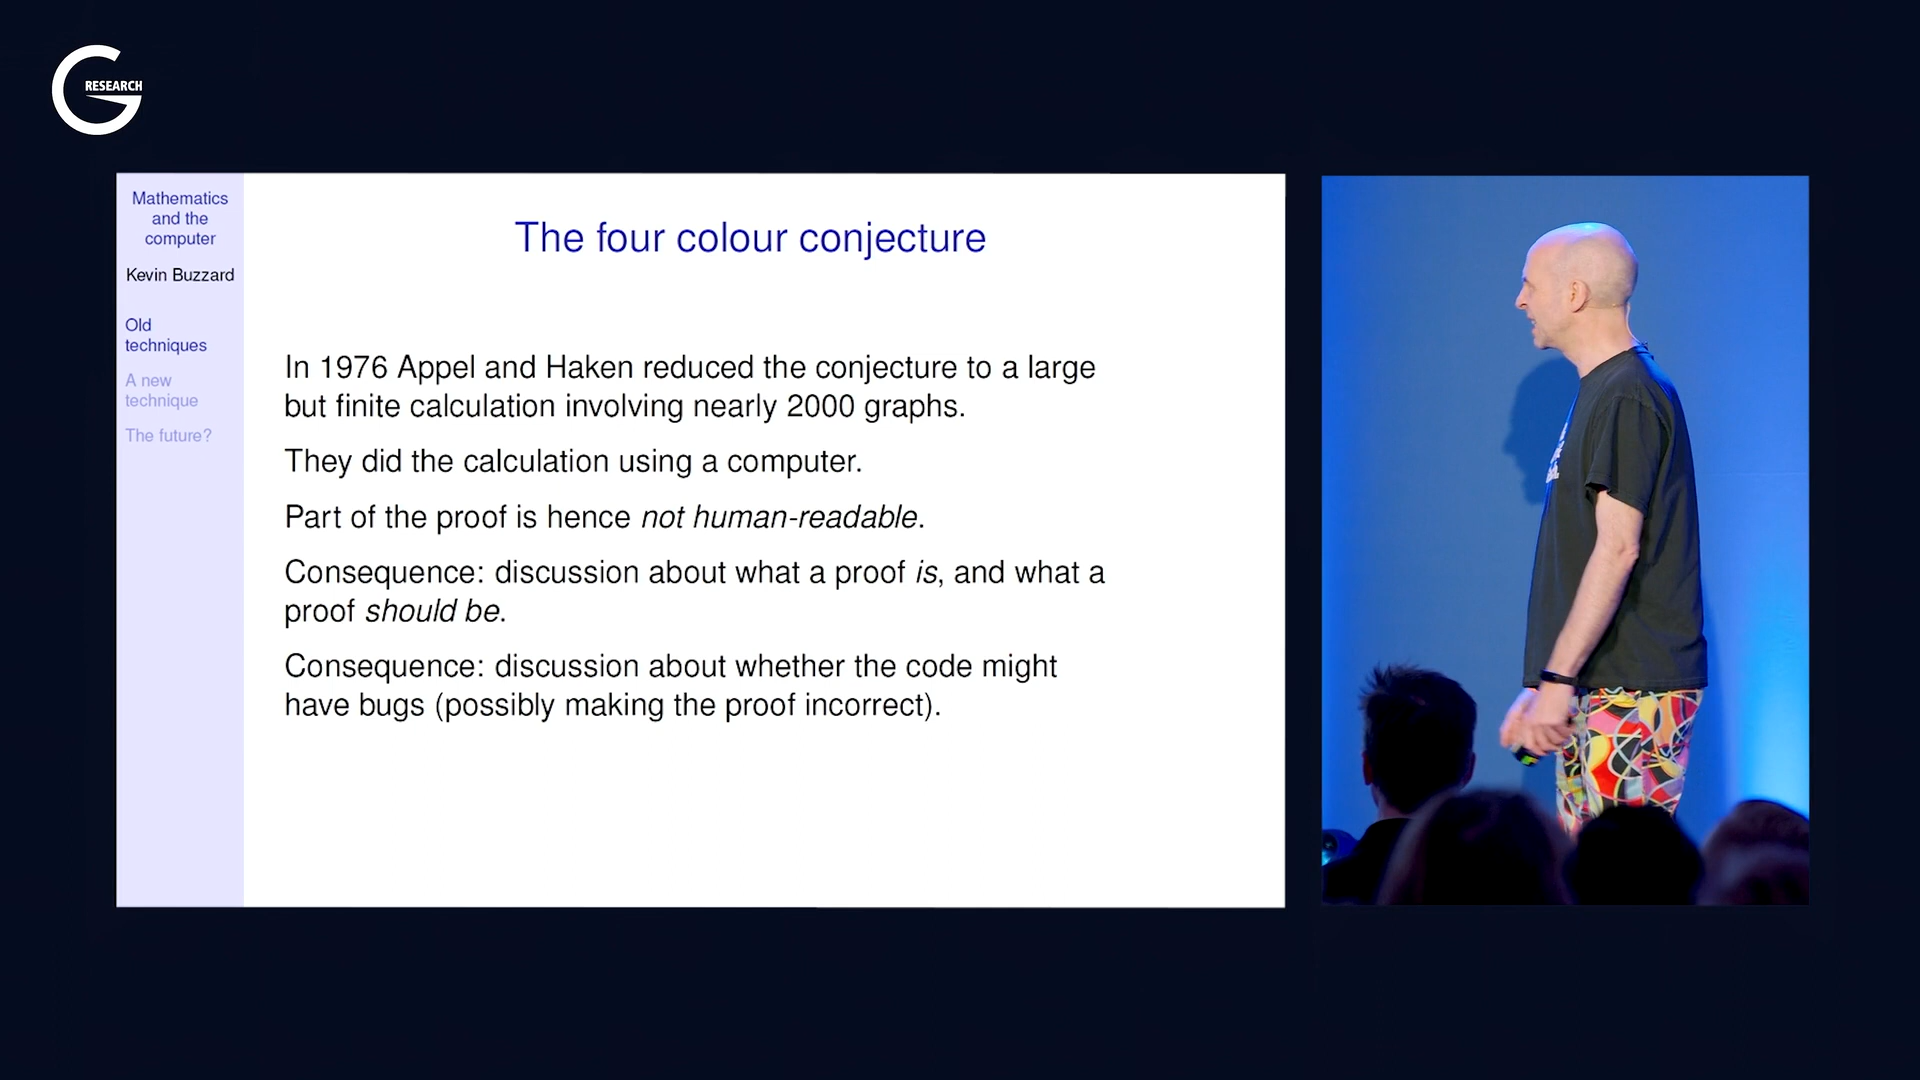 RESEARCH
Mathematics
and the
computer
Kevin Buzzard
Old
techniques
A new
technique
The future?
The four colour conjecture
In 1976 Appel and Haken reduced the conjecture to a large
but finite calculation involving nearly 2000 graphs.
They did the calculation using a computer.
Part of the proof is hence not human-readable.
Consequence: discussion about what a proof is, and what a
proof should be.
Consequence: discussion about whether the code might
have bugs (possibly making the proof incorrect).